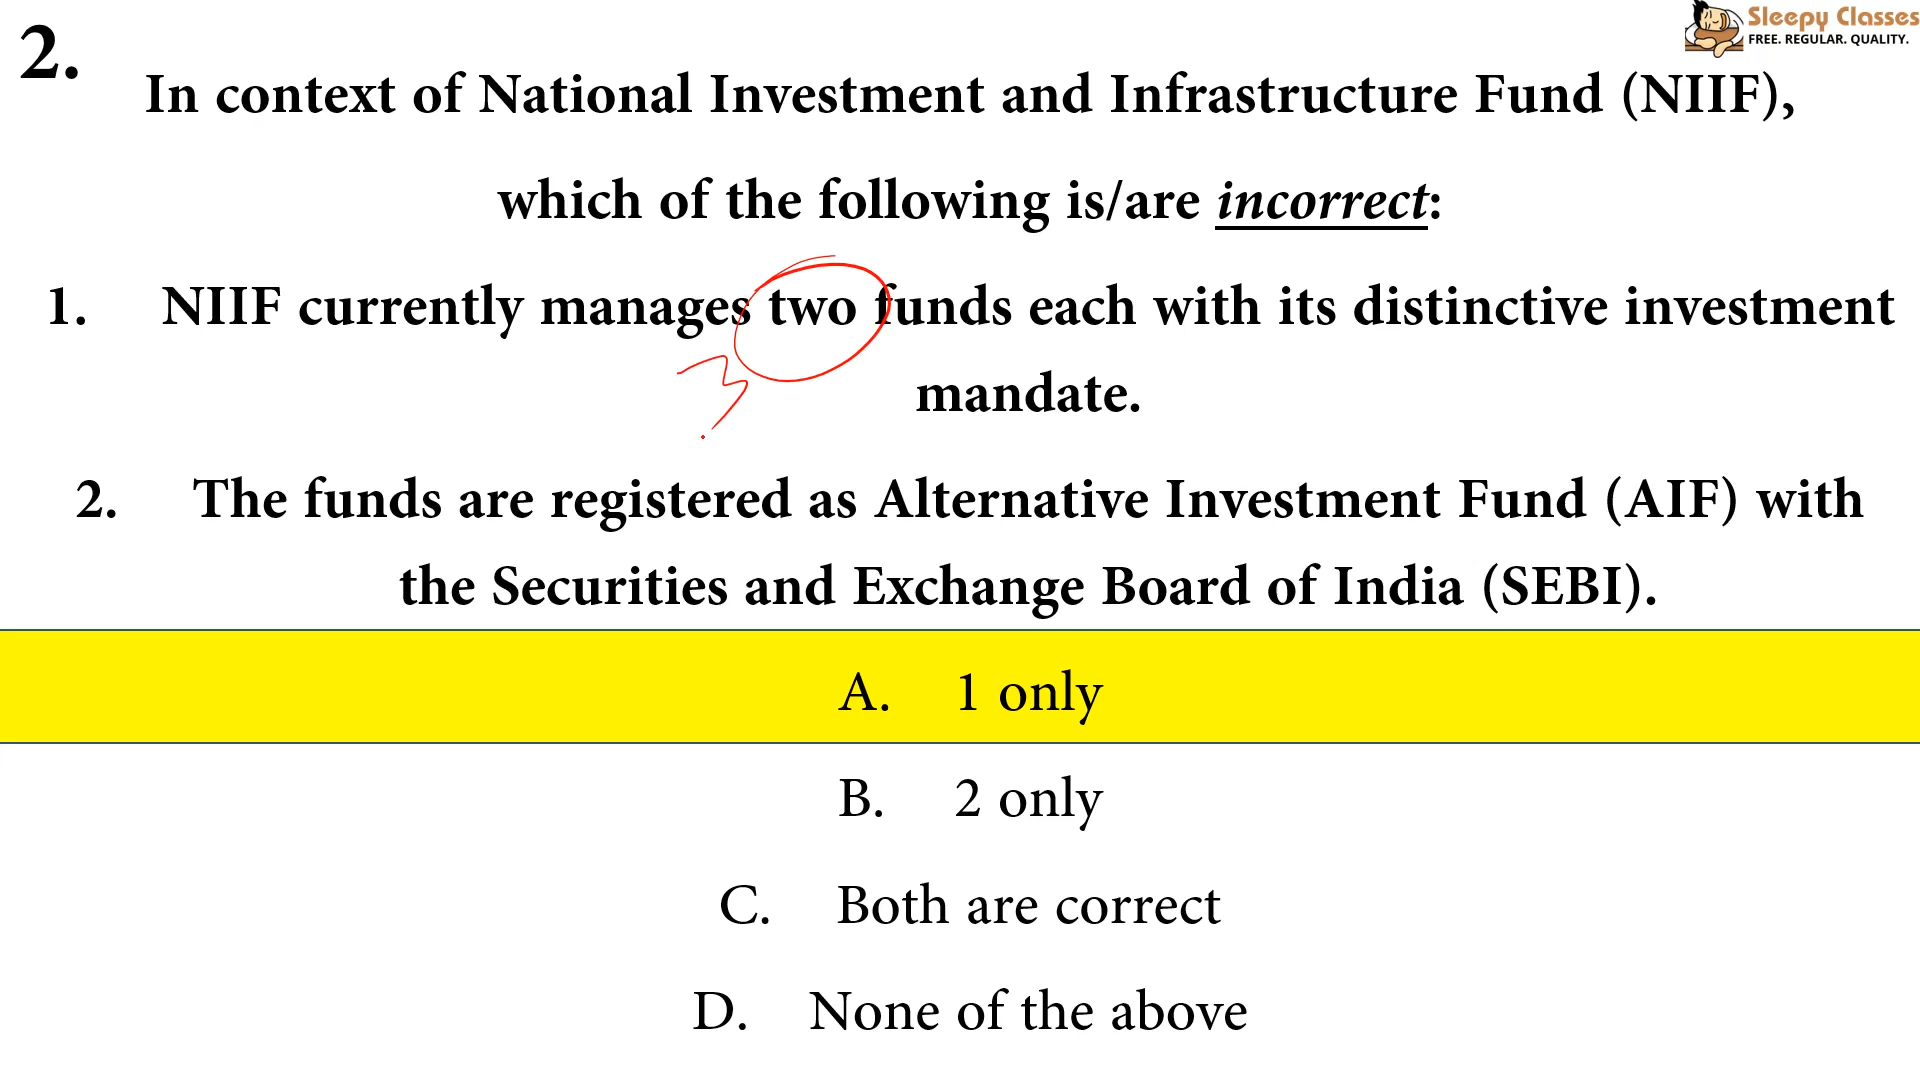 2.
Sleepy Classes
FREE. REGULAR. QUALITY.
In context of National Investment and Infrastructure Fund (NIIF),
which of the following is/are incorrect:
1. NIIF currently manages two funds each with its distinctive investment
mandate.
3
2. The funds are registered as Alternative Investment Fund (AIF) with
the Securities and Exchange Board of India (SEBI).
A. 1 only
B. 2 only
C. Both are correct
D. None of the above